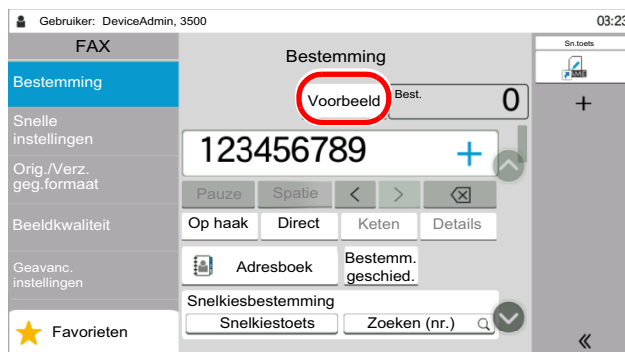 Gebruiker: DeviceAdmin, 3500
03:23
FAX
Bestemming
Snelle
instellingen
Orig./Verz.
geg.formaat
Beeldkwaliteit
Geavanc.
instellingen
Favorieten
Bestemming
Voorbeeld
Best.
0
123456789 +
Pauze Spatie < >
Op haak Direct Keten Details
Adresboek
Bestemm.
geschied.
Snelkiesbestemming
Snelkiestoets Zoeken (nr.)
Sn.toets
+
«